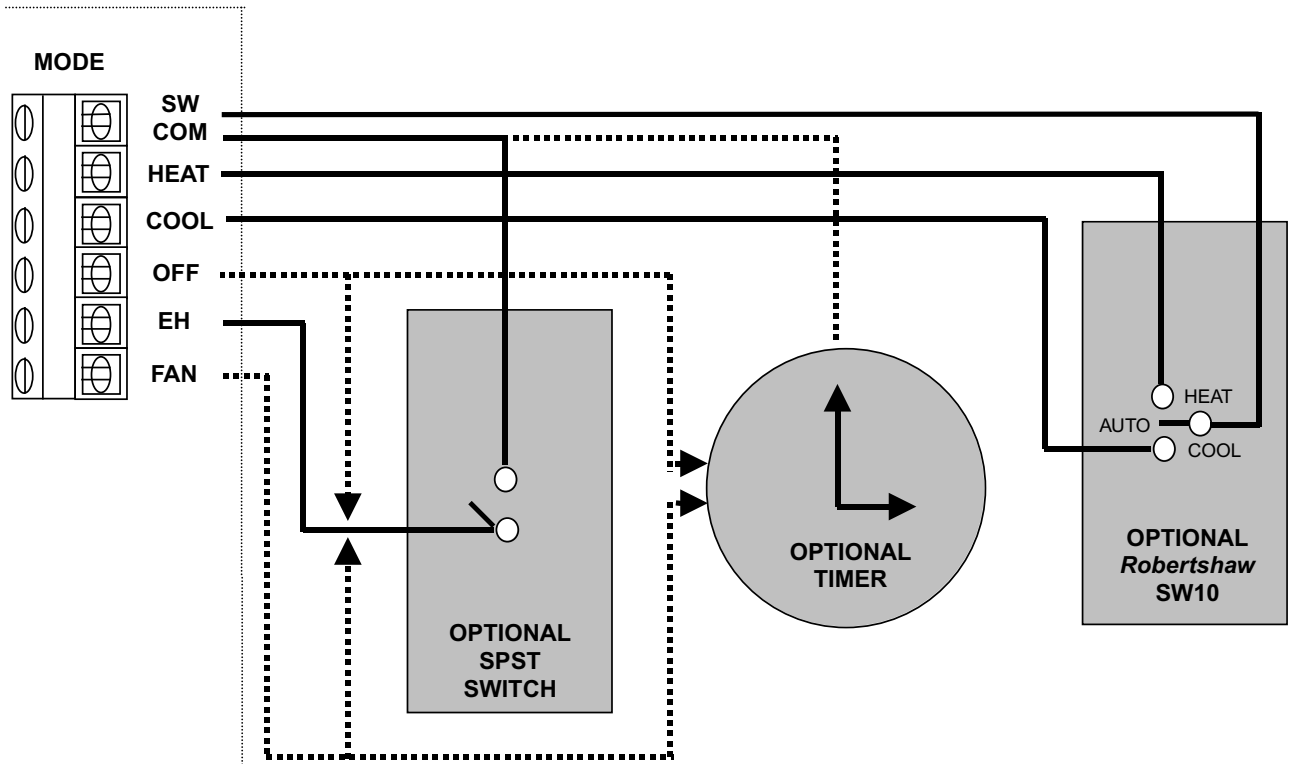 MODE
SW
COM
HEAT
COOL
OFF
EH
FAN
OPTIONAL
SPST
SWITCH
OPTIONAL
TIMER
HEAT
AUTO
COOL
OPTIONAL
Robertshaw
SW10